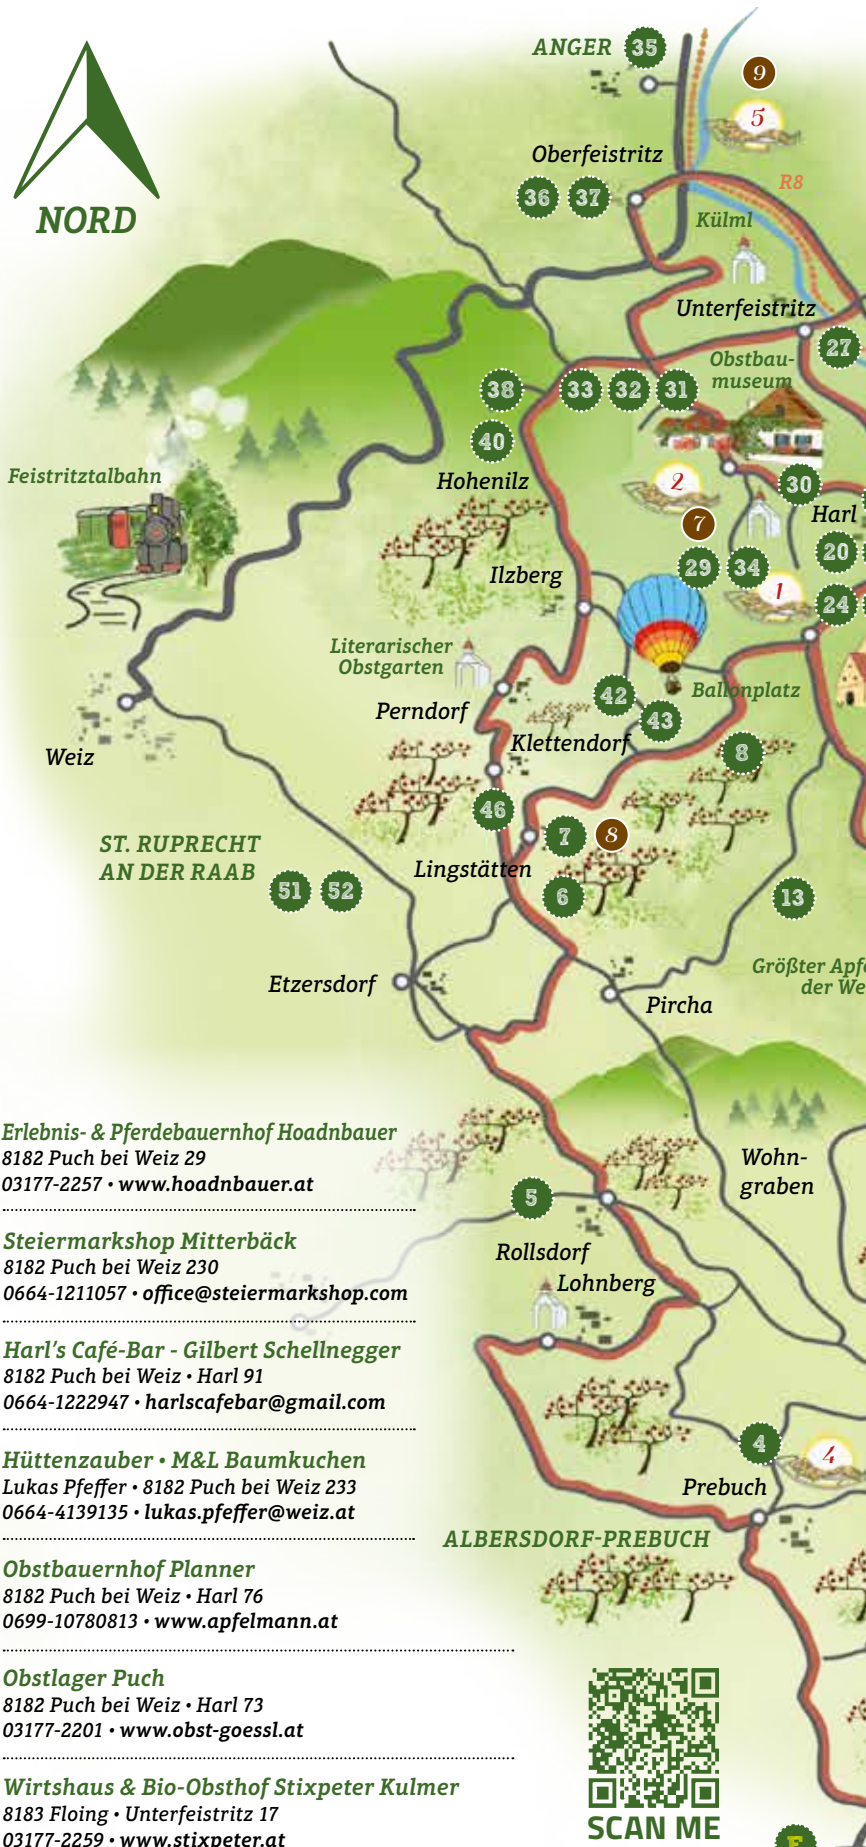 NORD
ANGER 35
9
5
Oberfeistritz
36 37
R8
Külml
Unterfeistritz
27
Obstbau-
museum
38 33 32 31
40
Hohenilz
Feistritztalbahn
2
30
7
Harl
20
Ilzberg
29 34
1
24
Literarischer
Obstgarten
42
Ballonplatz
Perndorf
43
Klettendorf
Weiz
8
46
7 8
ST. RUPRECHT
AN DER RAAB
51 52
Lingstätten
6
13
Größter Apfe
der We
Etzersdorf
Pircha
Wohn-
graben
5
Rollsdorf
Lohnberg
4
4
Prebuch
ALBERSDORF-PREBUCH
Erlebnis- & Pferdebauernhof Hoadnbauer
8182 Puch bei Weiz 29
03177-2257 • www.hoadnbauer.at
Steiermarkshop Mitterbäck
8182 Puch bei Weiz 230
0664-1211057 • office@steiermarkshop.com
Harl's Café-Bar - Gilbert Schellnegger
8182 Puch bei Weiz • Harl 91
0664-1222947 • harlscafebar@gmail.com
Hüttenzauber • M&L Baumkuchen
Lukas Pfeffer • 8182 Puch bei Weiz 233
0664-4139135 • lukas.pfeffer@weiz.at
Obstbauernhof Planner
8182 Puch bei Weiz • Harl 76
0699-10780813 • www.apfelmann.at
Obstlager Puch
8182 Puch bei Weiz • Harl 73
03177-2201 • www.obst-goessl.at
Wirtshaus & Bio-Obsthof Stixpeter Kulmer
8183 Floing • Unterfeistritz 17
03177-2259 • www.stixpeter.at
SCAN ME
E